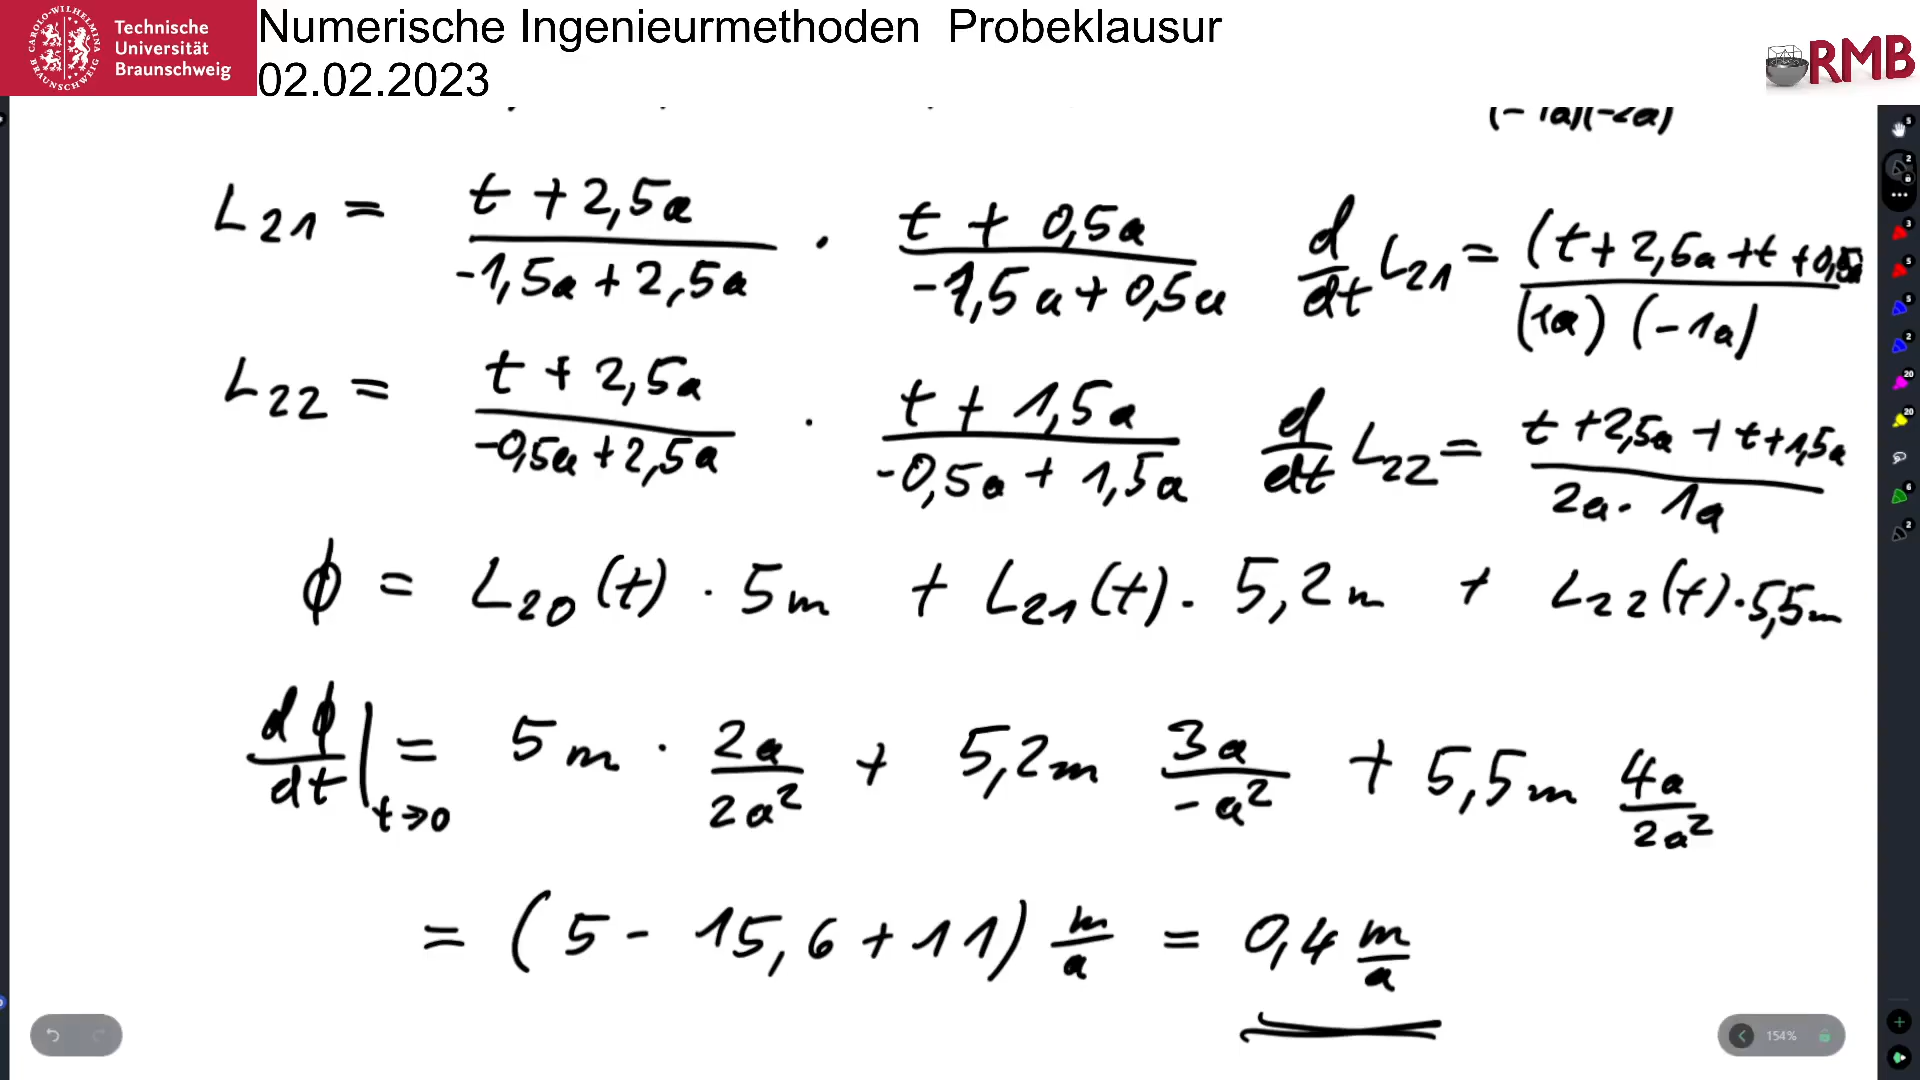 Technische
Universität
Braunschweig
Numerische Ingenieurmethoden Probeklausur
02.02.2023
RMB
(-1a)(-2a)
L21 = (t + 2,5a)/(-1,5a + 2,5a) · (t + 0,5a)/(-1,5a + 0,5a) d/dt L21 = (t + 2,5a + t + 0,5a/(1a)(-1a)
L22 = (t + 2,5a)/(-0,5a + 2,5a) · (t + 1,5a)/(-0,5a + 1,5a) d/dt L22 = (t + 2,5a + t + 1,5a)/(2a · 1a)
ϕ = L20(t) · 5m + L21(t) · 5,2m + L22(t) · 5,5m
dϕ/dt |t→0 = 5m · 2a/2a² + 5,2m 3a/-a² + 5,5m 4a/2a²
= (5 - 15,6 + 11) m/a = 0,4 m/a
154%